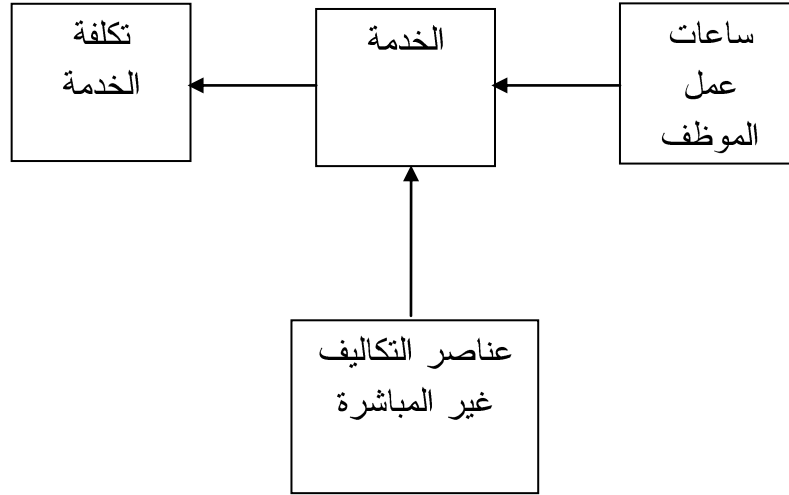 ساعات
عمل
الموظف
الخدمة
تكلفة
الخدمة
عناصر التكاليف
غير المباشرة